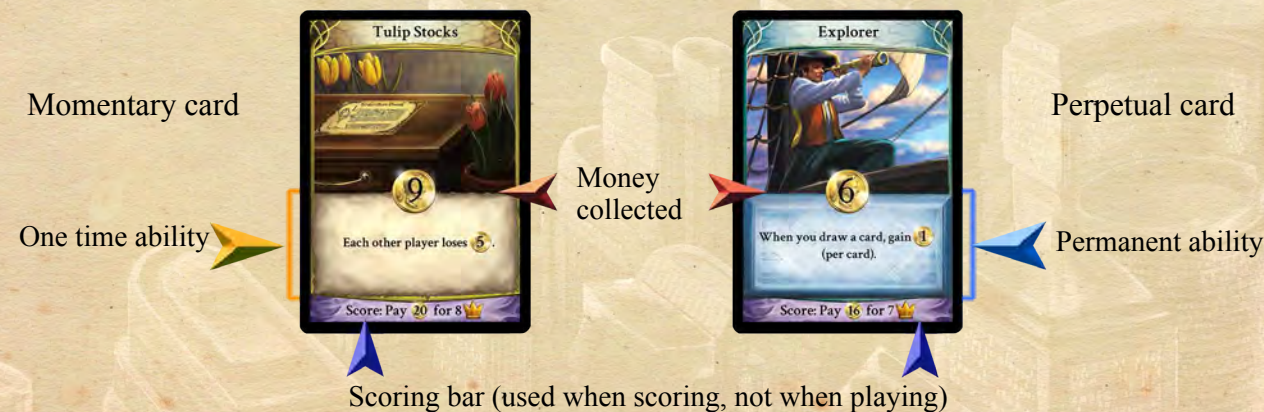 Momentary card
One time ability
Tulip Stocks
9
Each other player loses 5 .
Score: Pay 20 for 8
Money
collected
Explorer
6
When you draw a card, gain 1
(per card).
Score: Pay 16 for 7
Perpetual card
Permanent ability
Scoring bar (used when scoring, not when playing)